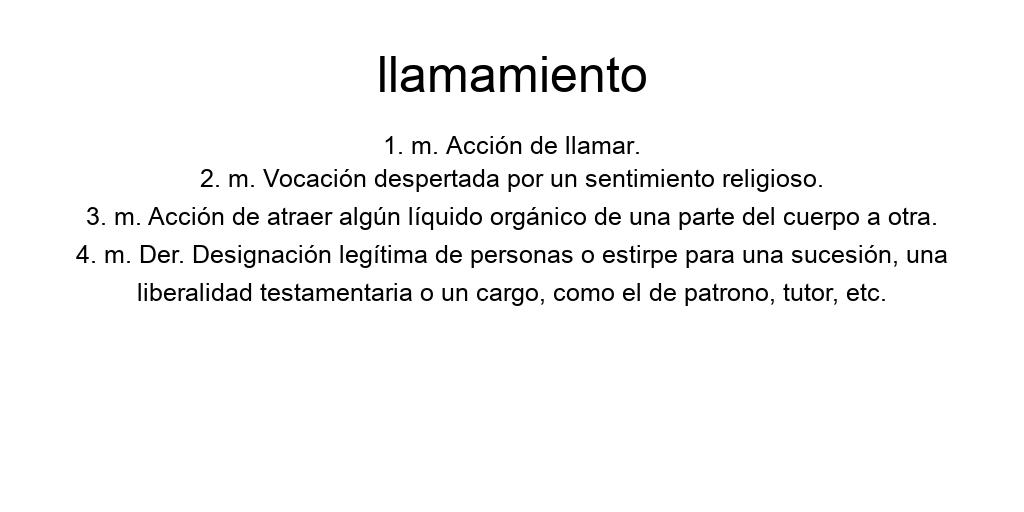 llamamiento
1. m. Acción de llamar.
2. m. Vocación despertada por un sentimiento religioso.
3. m. Acción de atraer algún líquido orgánico de una parte del cuerpo a otra.
4. m. Der. Designación legítima de personas o estirpe para una sucesión, una
liberalidad testamentaria o un cargo, como el de patrono, tutor, etc.